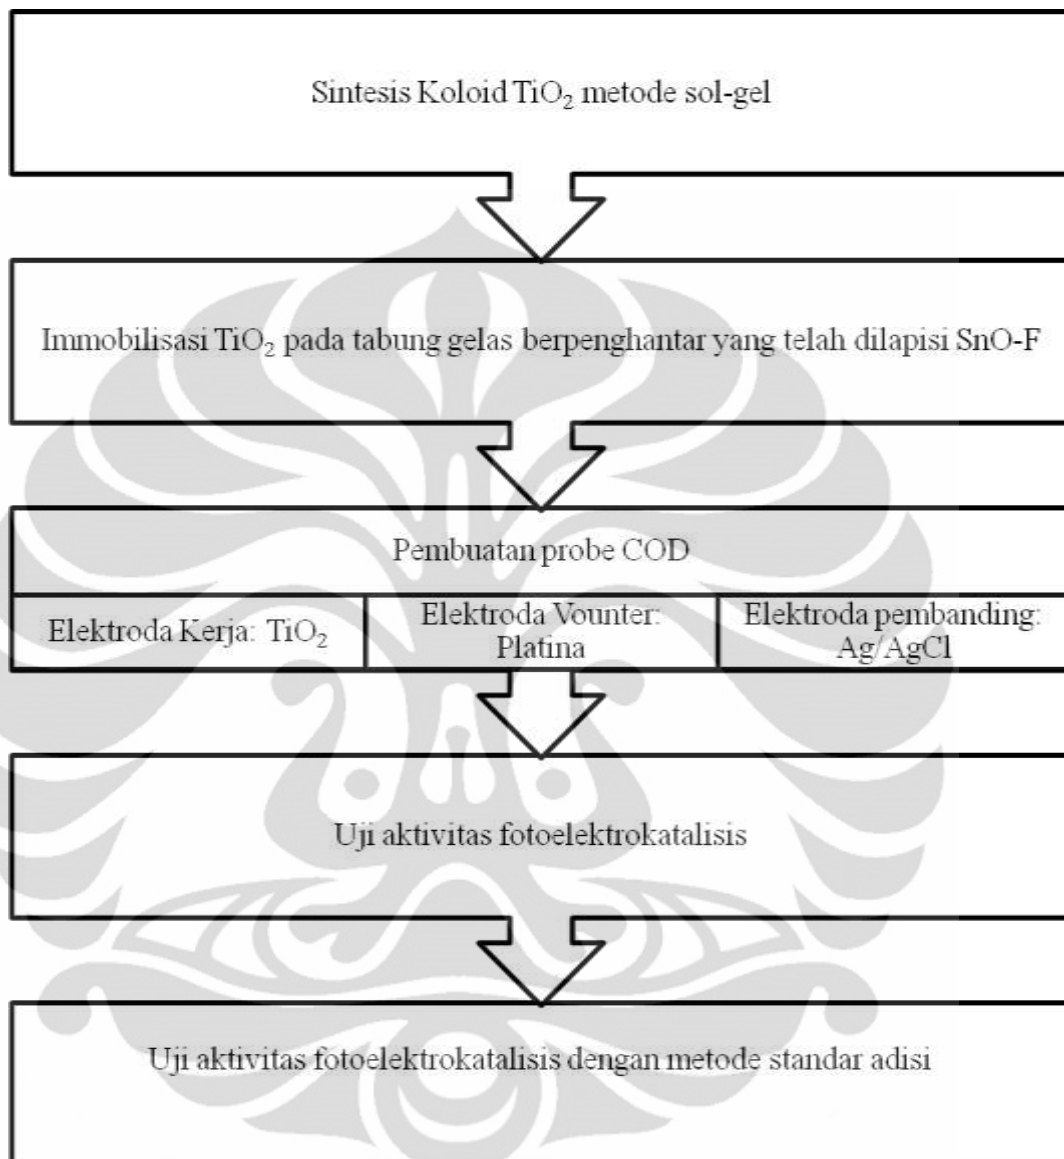 Sintesis Koloid TiO₂ metode sol-gel
Immobilisasi TiO₂ pada tabung gelas berpenghantar yang telah dilapisi SnO-F
Pembuatan probe COD
Elektroda Kerja: TiO₂
Elektroda Vounter:
Platina
Elektroda pembanding:
Ag/AgCl
Uji aktivitas fotoelektrokatalisis
Uji aktivitas fotoelektrokatalisis dengan metode standar adisi